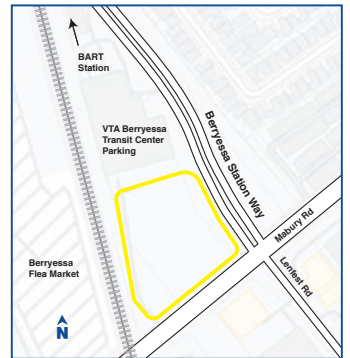 BART
Station
VTA Berryessa
Transit Center
Parking
Berryessa Station Way
Mabury Rd
Lenfest Rd
Berryessa
Flea Market
N